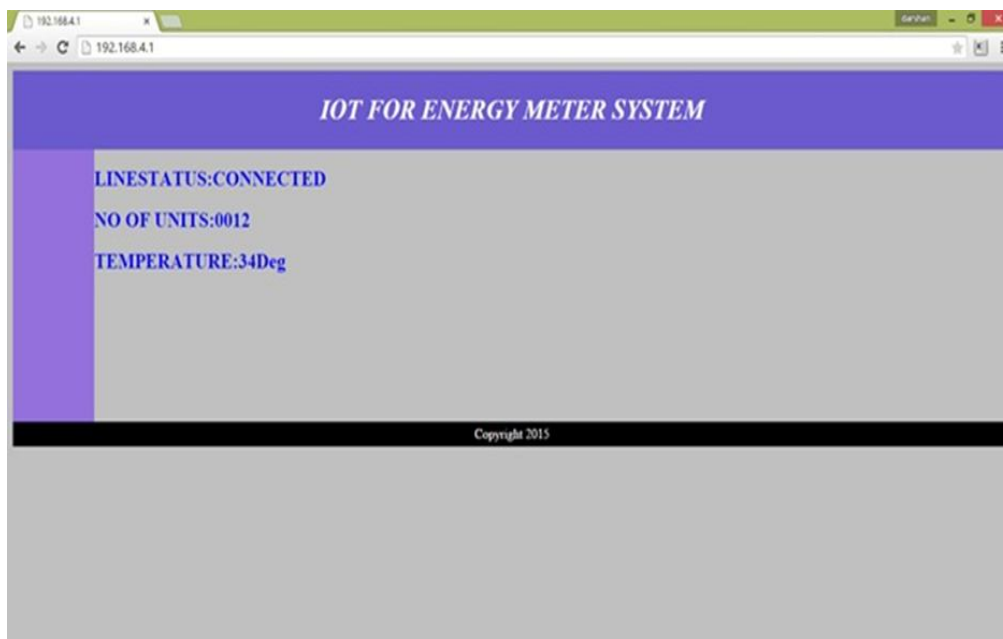 192.168.4.1
darshan
192.168.4.1
IOT FOR ENERGY METER SYSTEM
LINESTATUS:CONNECTED
NO OF UNITS:0012
TEMPERATURE:34Deg
Copyright 2015